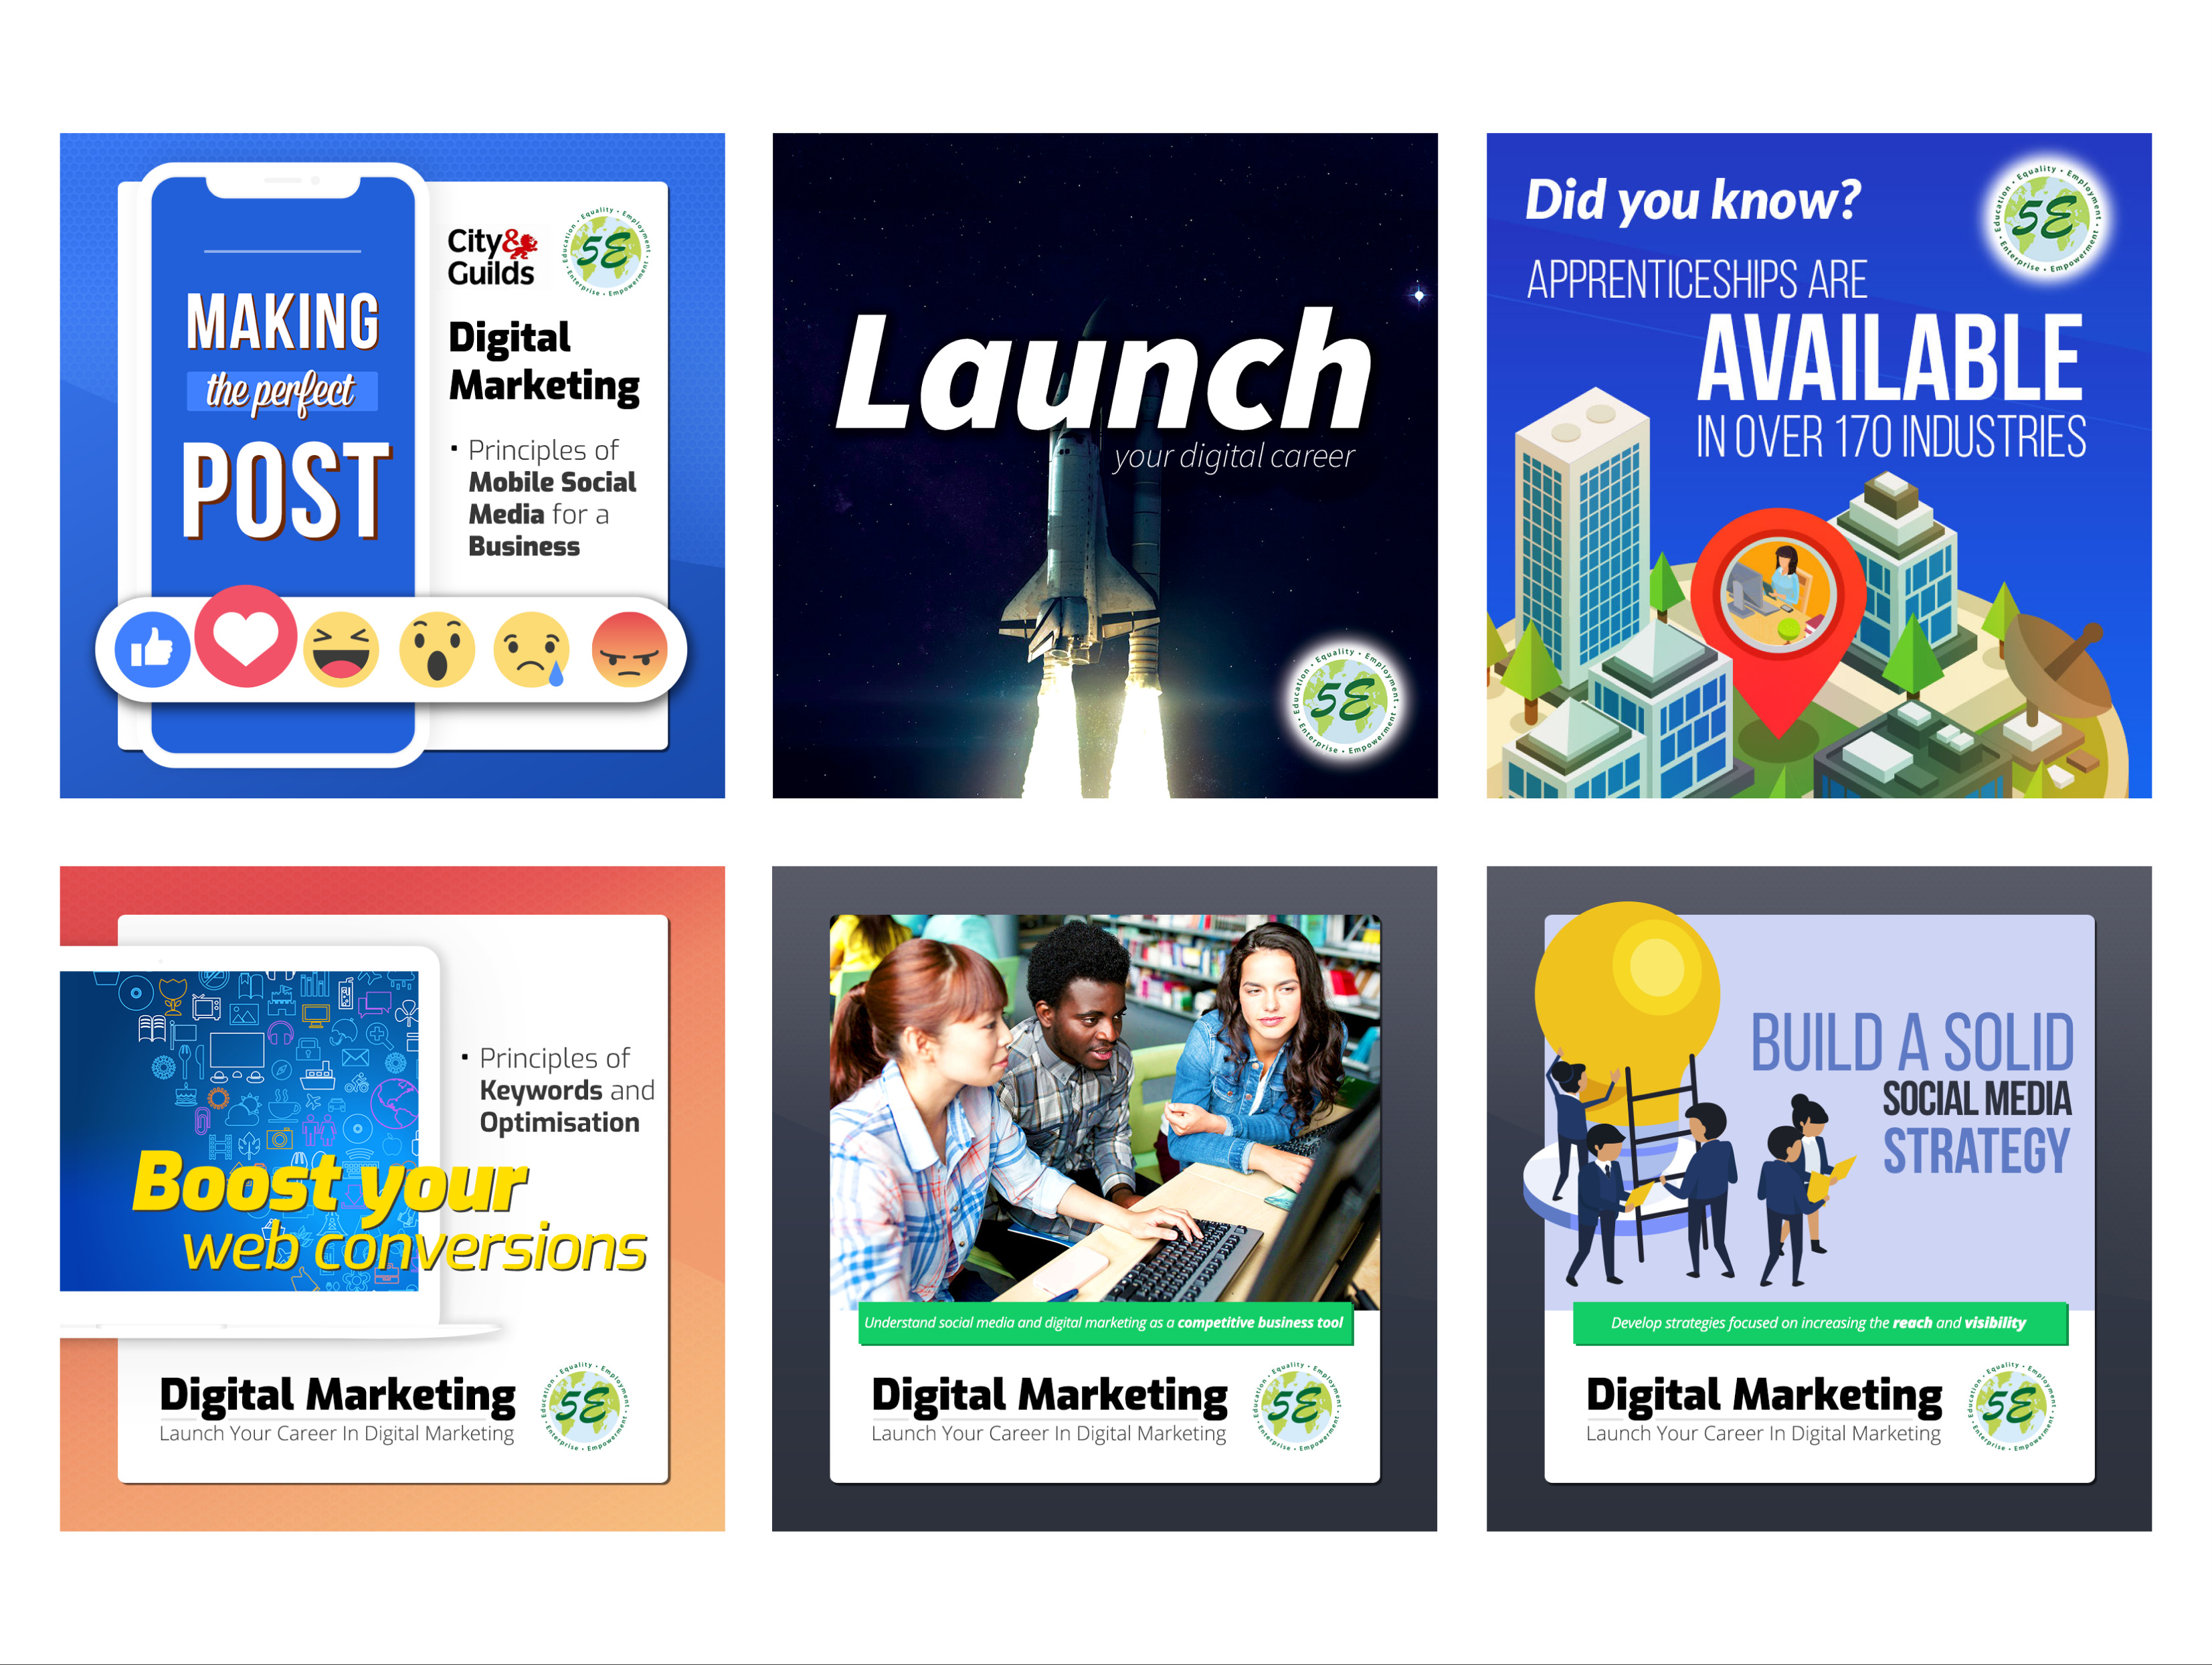 MAKING
the perfect
POST
City&
Guilds
5E
Education • Equality • Employment • Enterprise • Empowerment
Digital
Marketing
▪ Principles of
Mobile Social
Media for a
Business
Launch
your digital career
5E
Education • Equality • Employment • Enterprise • Empowerment
Did you know?
5E
Education • Equality • Employment • Enterprise • Empowerment
APPRENTICESHIPS ARE
AVAILABLE
IN OVER 170 INDUSTRIES
▪ Principles of
Keywords and
Optimisation
Boost your
web conversions
Digital Marketing
Launch Your Career In Digital Marketing
5E
Education • Equality • Employment • Enterprise • Empowerment
Understand social media and digital marketing as a competitive business tool
Digital Marketing
Launch Your Career In Digital Marketing
5E
Education • Equality • Employment • Enterprise • Empowerment
BUILD A SOLID
SOCIAL MEDIA
STRATEGY
Develop strategies focused on increasing the reach and visibility
Digital Marketing
Launch Your Career In Digital Marketing
5E
Education • Equality • Employment • Enterprise • Empowerment